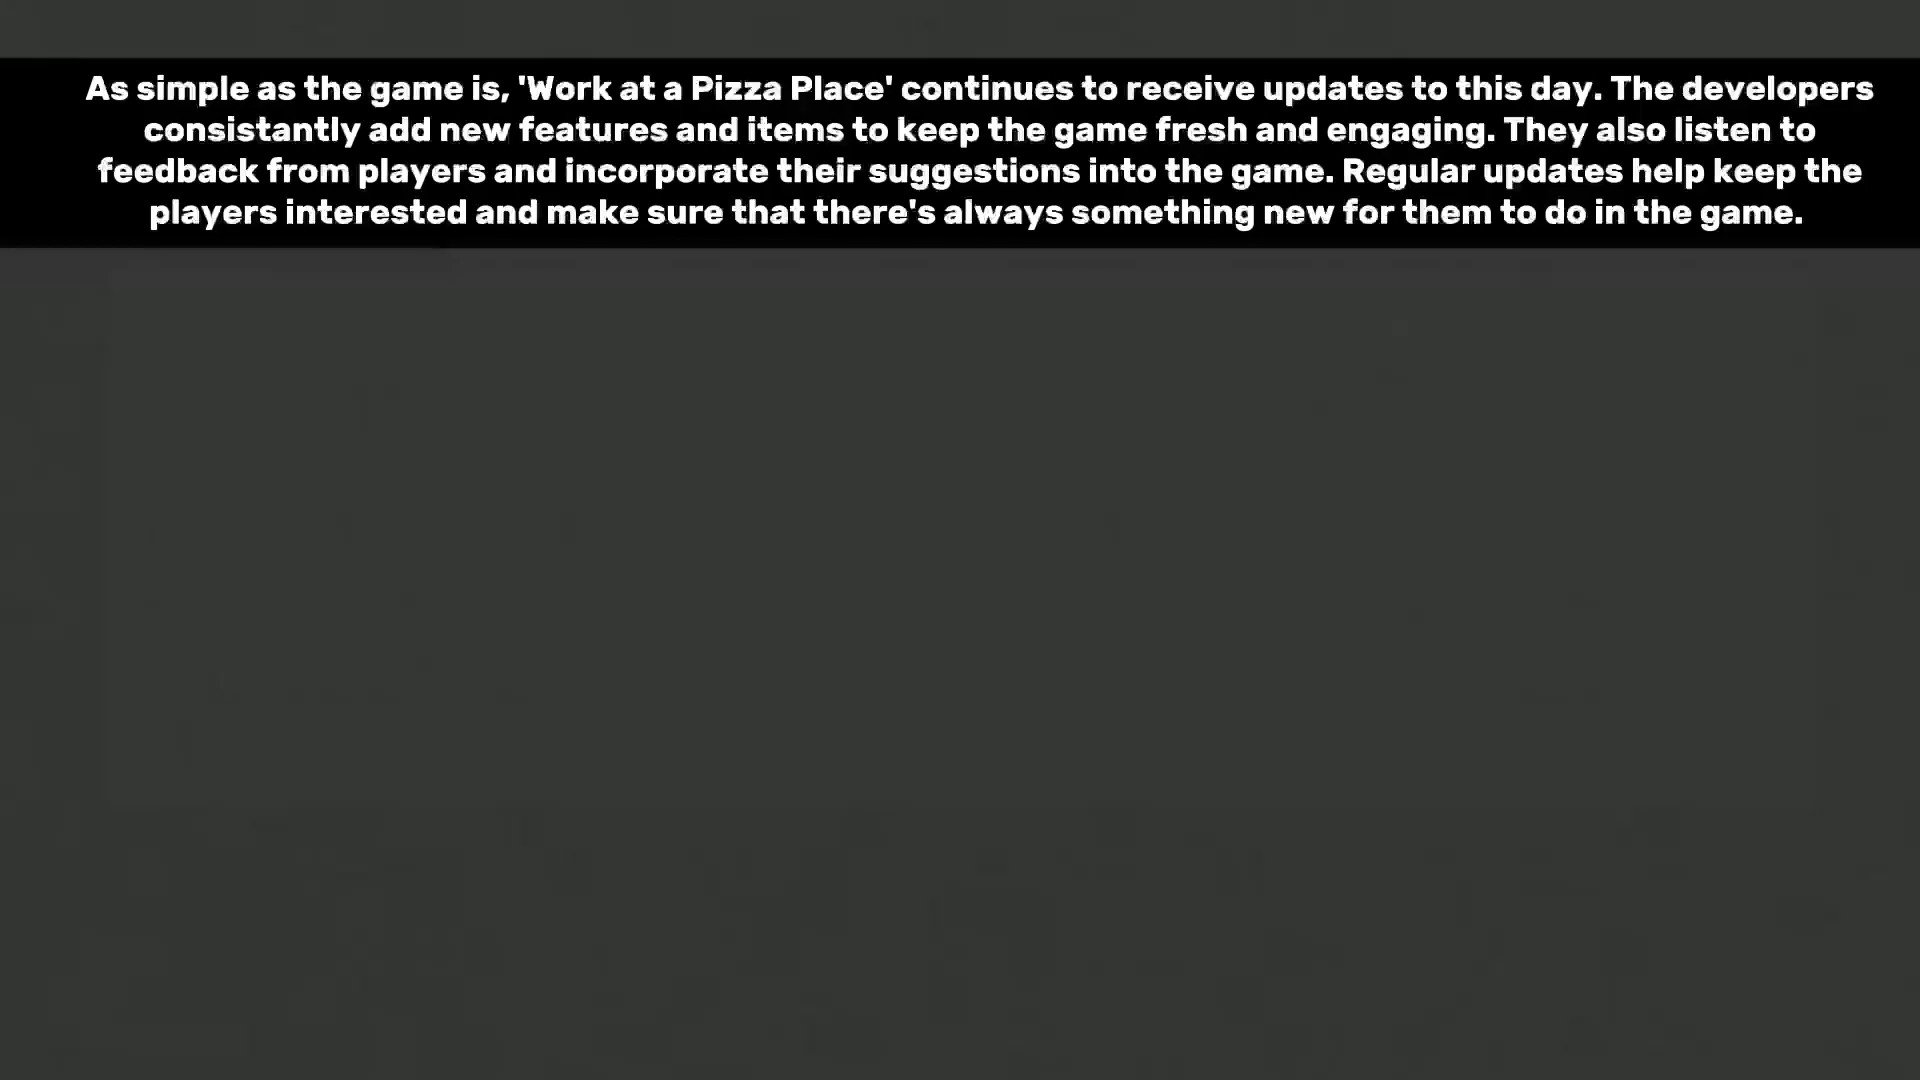 As simple as the game is, 'Work at a Pizza Place' continues to receive updates to this day. The developers
consistantly add new features and items to keep the game fresh and engaging. They also listen to
feedback from players and incorporate their suggestions into the game. Regular updates help keep the
players interested and make sure that there's always something new for them to do in the game.